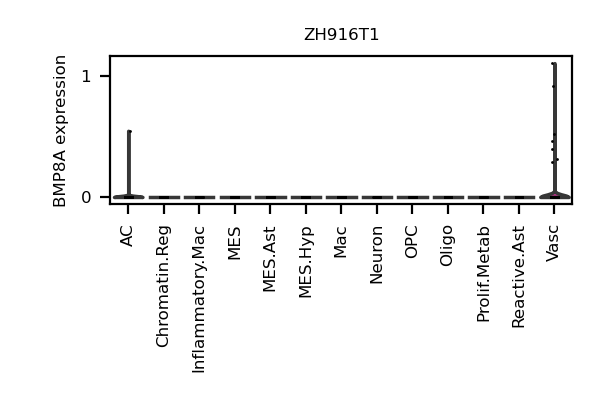 ZH916T1
BMP8A expression
1
0
AC
Chromatin.Reg
Inflammatory.Mac
MES
MES.Ast
MES.Hyp
Mac
Neuron
OPC
Oligo
Prolif.Metab
Reactive.Ast
Vasc